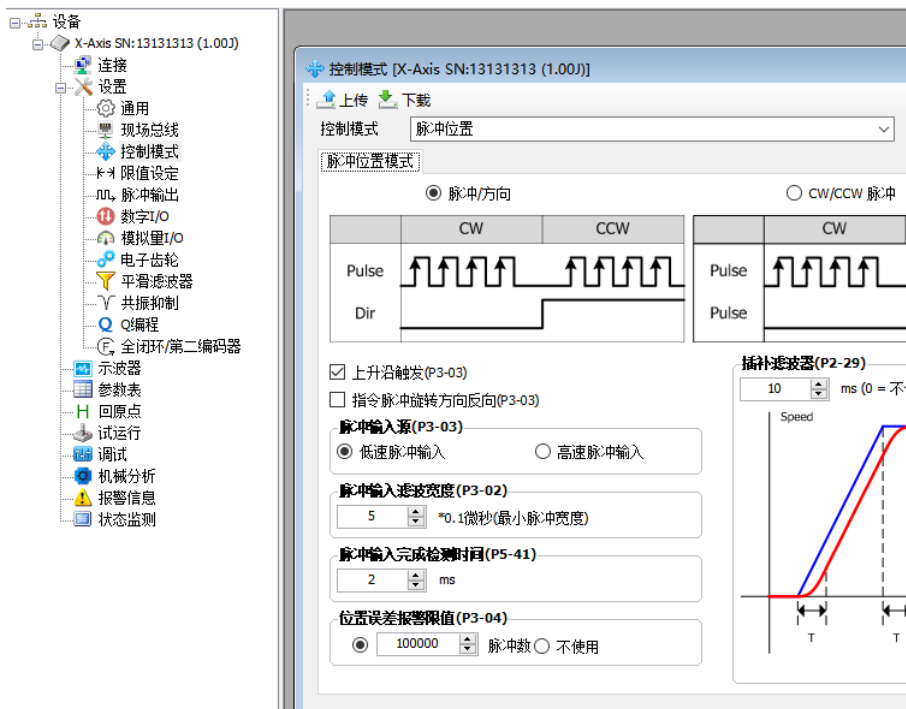 设备
X-Axis SN:13131313 (1.00J)
连接
设置
通用
现场总线
控制模式
限值设定
脉冲输出
数字I/O
模拟量I/O
电子齿轮
平滑滤波器
共振抑制
Q编程
全闭环/第二编码器
示波器
参数表
回原点
试运行
调试
机械分析
报警信息
状态监测
控制模式 [X-Axis SN:13131313 (1.00J)]
上传 下载
控制模式 脉冲位置
脉冲位置模式
脉冲/方向 CW/CCW 脉冲
CW CCW CW
Pulse Pulse
Dir Pulse
上升沿触发(P3-03)
指令脉冲旋转方向反向(P3-03)
脉冲输入源(P3-03)
低速脉冲输入 高速脉冲输入
脉冲输入滤波宽度(P3-02)
5 *0.1微秒(最小脉冲宽度)
脉冲输入完成检测时间(P5-41)
2 ms
位置误差报警限值(P3-04)
100000 脉冲数 不使用
插补滤波器(P2-29)
10 ms (0 = 不
Speed
T T